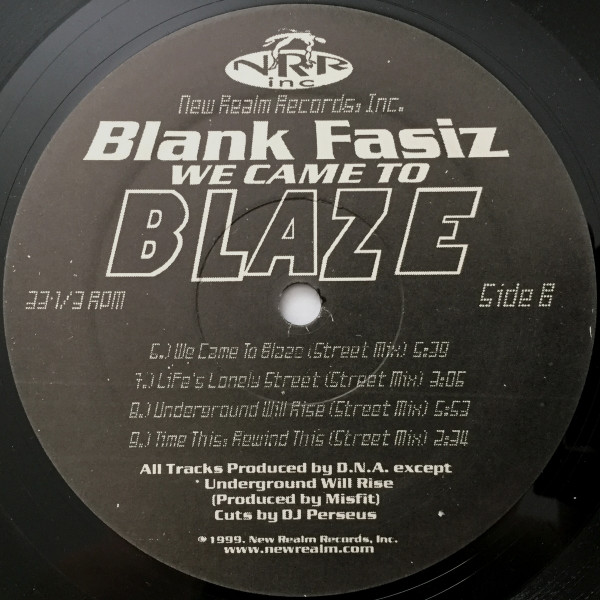 NRR
inc
New Realm Records, Inc.
Blank Fasiz
WE CAME TO
BLAZE
33 1/3 RPM
Side B
6.) We Came To Blaze (Street Mix) 5:39
7.) Life's Lonely Street (Street Mix) 3:06
8.) Underground Will Rise (Street Mix) 5:53
9.) Time This, Rewind This (Street Mix) 2:34
All Tracks Produced by D.N.A. except
Underground Will Rise
(Produced by Misfit)
Cuts by DJ Perseus
℗ 1999. New Realm Records, Inc.
www.newrealm.com